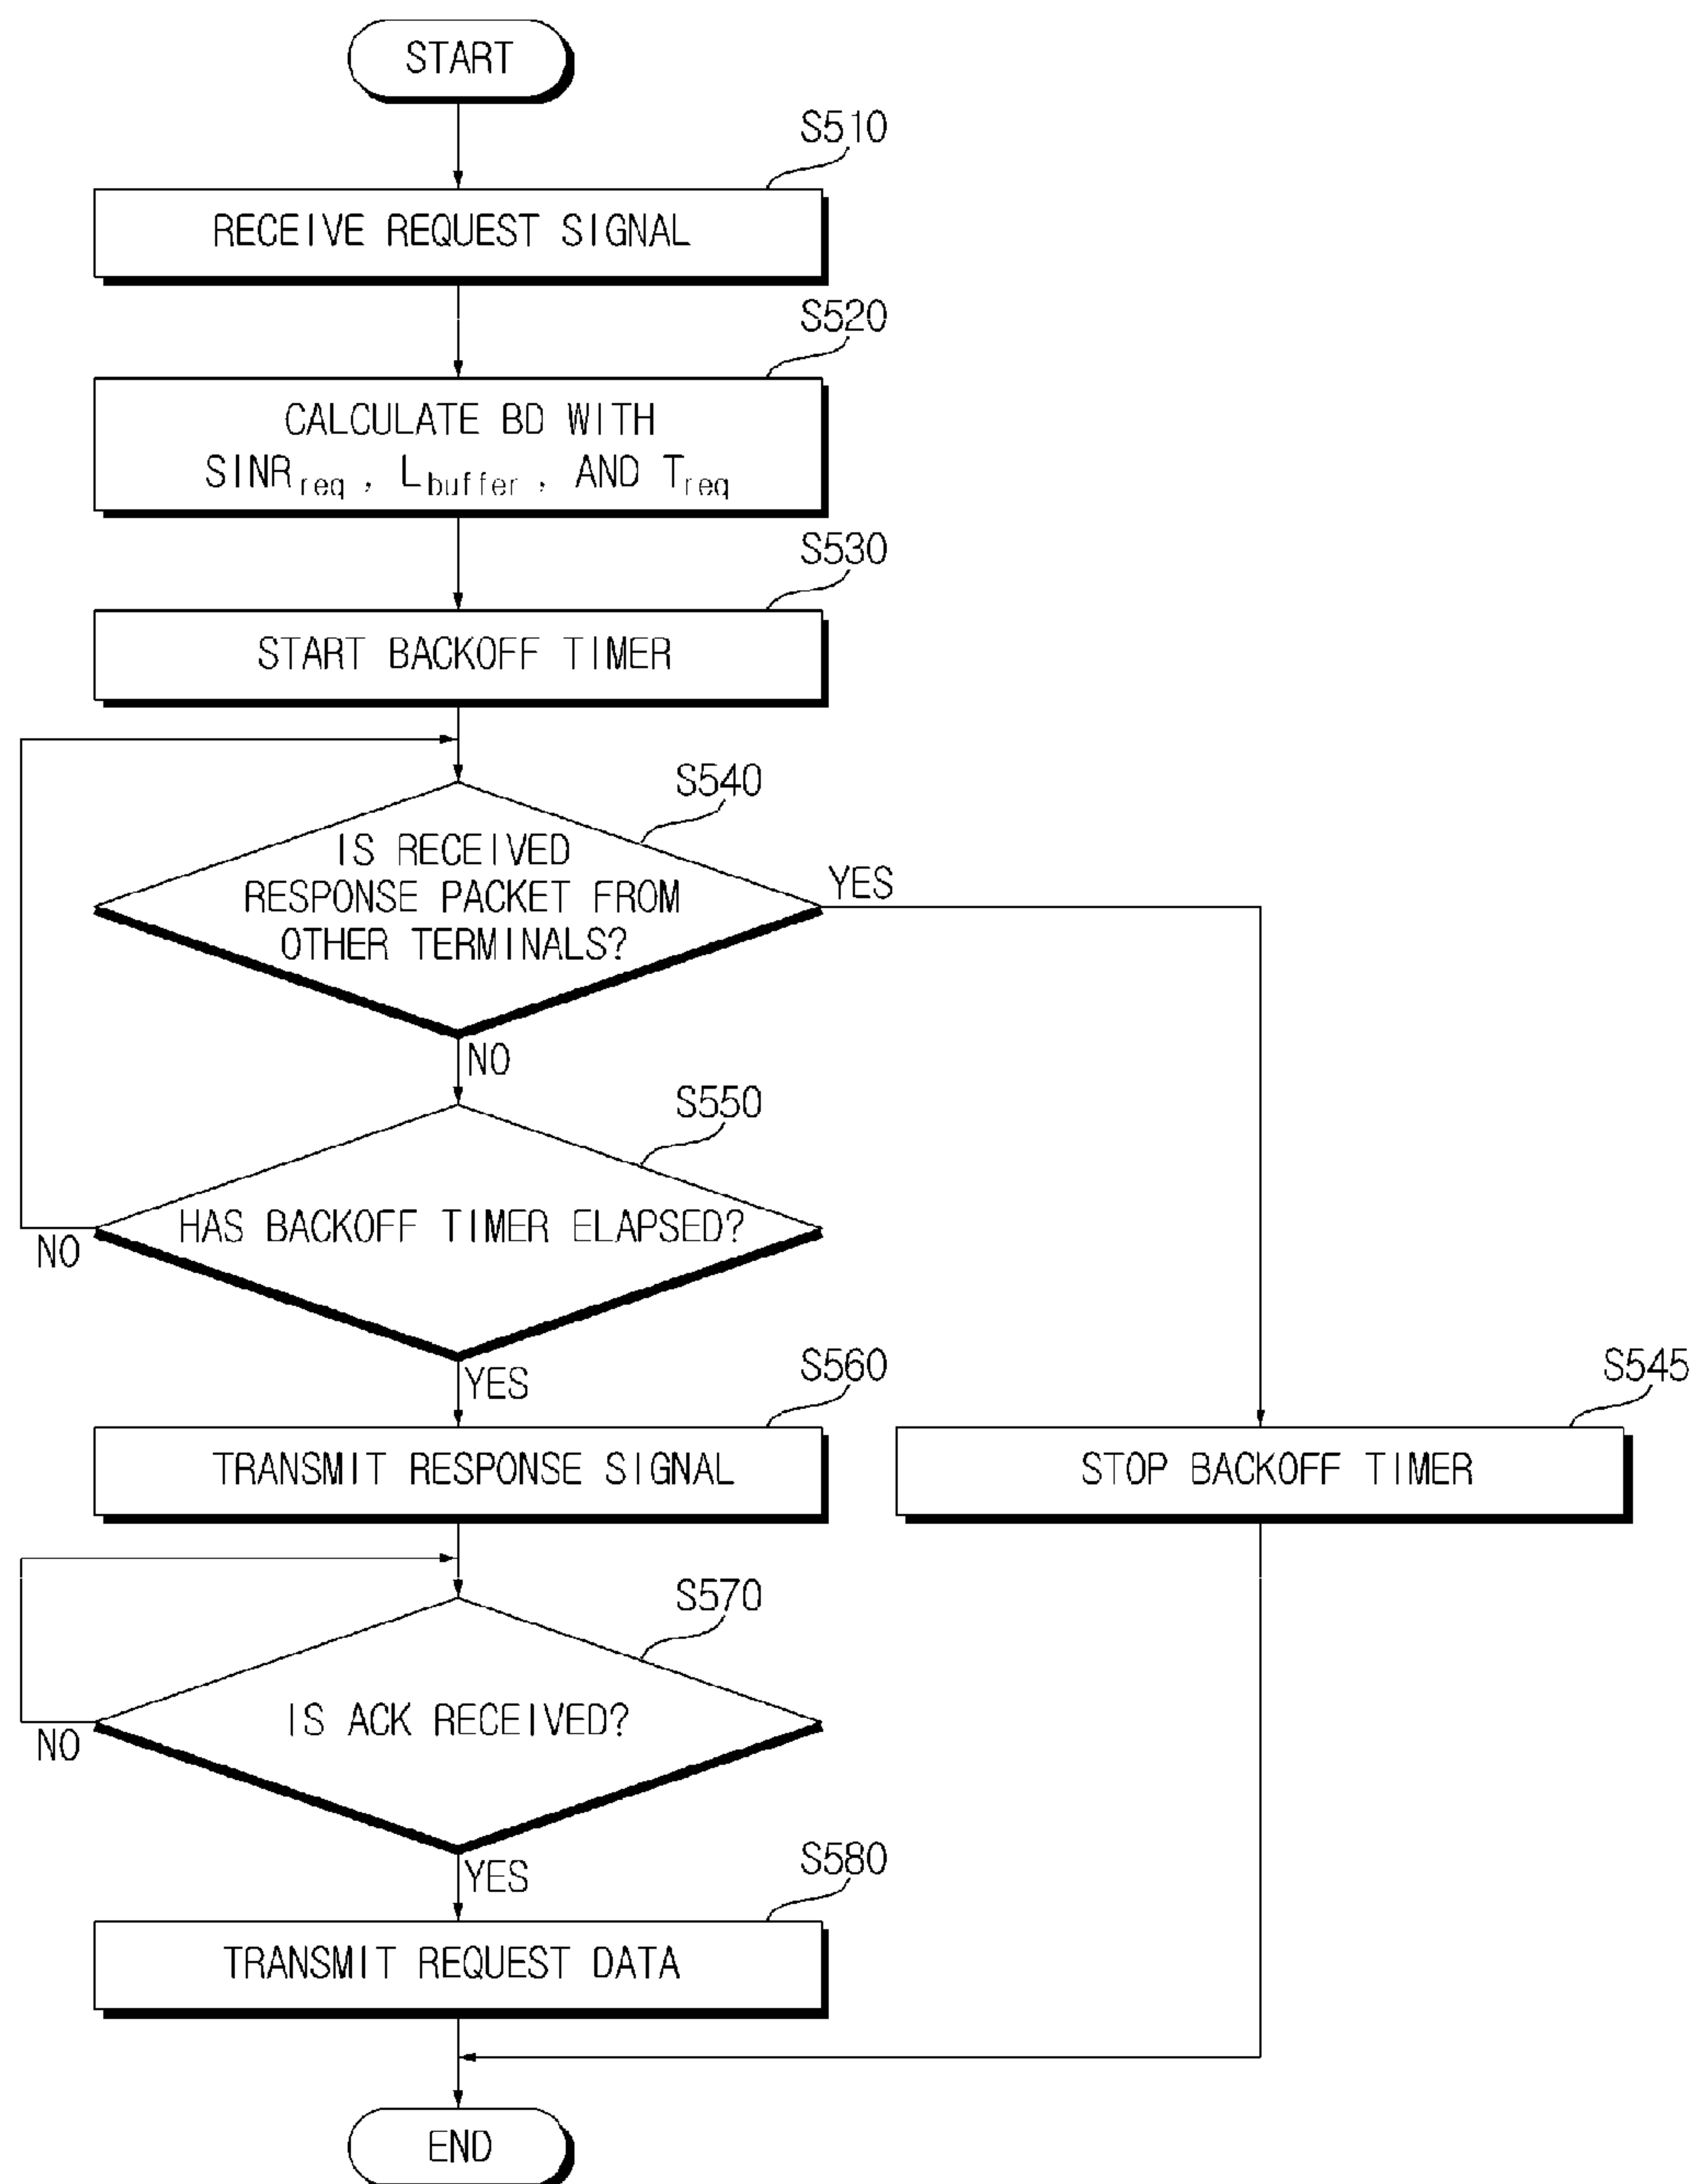 START
S510
RECEIVE REQUEST SIGNAL
S520
CALCULATE BD WITH
SINRreq , Lbuffer , AND Treq
S530
START BACKOFF TIMER
S540
IS RECEIVED
RESPONSE PACKET FROM
OTHER TERMINALS?
YES
NO
S550
HAS BACKOFF TIMER ELAPSED?
NO
YES
S560
TRANSMIT RESPONSE SIGNAL
S545
STOP BACKOFF TIMER
S570
IS ACK RECEIVED?
NO
YES
S580
TRANSMIT REQUEST DATA
END